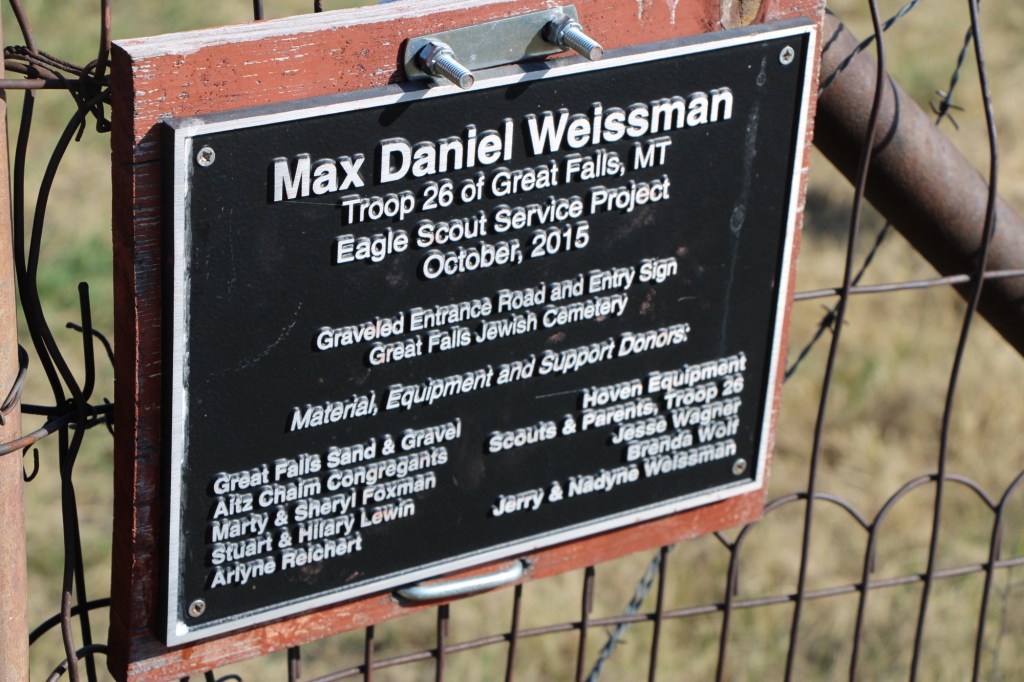 Max Daniel Weissman
Troop 26 of Great Falls, MT
Eagle Scout Service Project
October, 2015
Graveled Entrance Road and Entry Sign
Great Falls Jewish Cemetery
Material, Equipment and Support Donors:
Great Falls Sand & Gravel
Aitz Chaim Congregants
Marty & Sheryl Foxman
Stuart & Hilary Lewin
Arlyne Reichert
Hoven Equipment
Scouts & Parents, Troop 26
Jesse Wagner
Brenda Wolf
Jerry & Nadyne Weissman